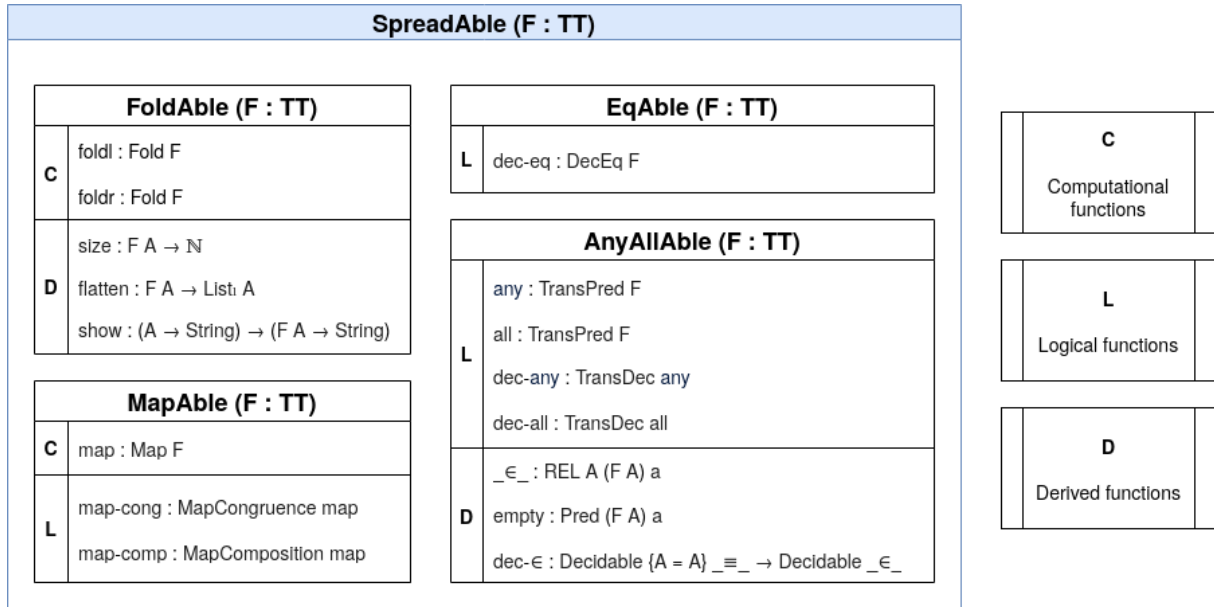 SpreadAble (F : TT)
FoldAble (F : TT)
C
foldl : Fold F
foldr : Fold F
D
size : F A → ℕ
flatten : F A → Listₗ A
show : (A → String) → (F A → String)
MapAble (F : TT)
C
map : Map F
L
map-cong : MapCongruence map
map-comp : MapComposition map
EqAble (F : TT)
L
dec-eq : DecEq F
AnyAllAble (F : TT)
L
any : TransPred F
all : TransPred F
dec-any : TransDec any
dec-all : TransDec all
D
_∈_ : REL A (F A) a
empty : Pred (F A) a
dec-∈ : Decidable {A = A} _≡_ → Decidable _∈_
C
Computational
functions
L
Logical functions
D
Derived functions